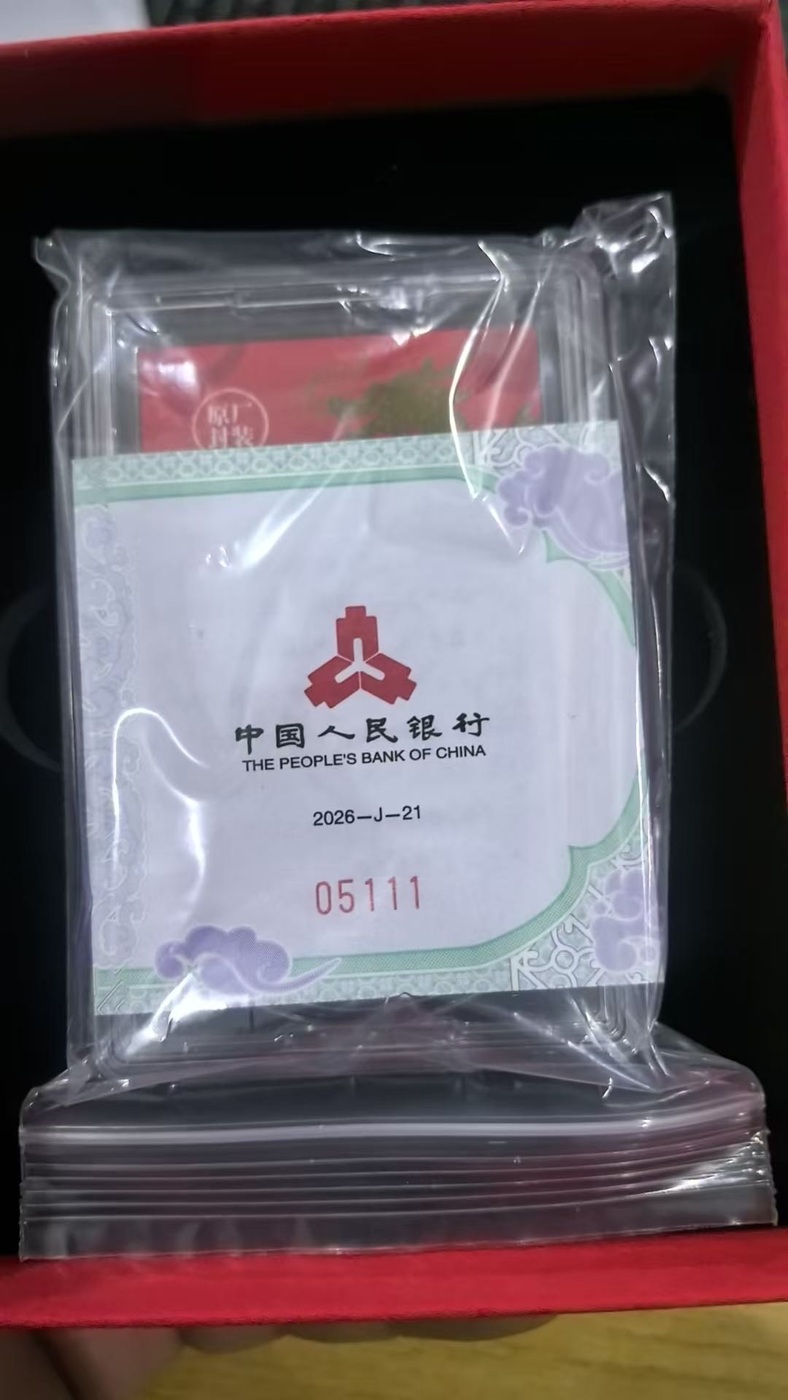 原厂
封装
中国人民银行
THE PEOPLE'S BANK OF CHINA
2026—J—21
05111